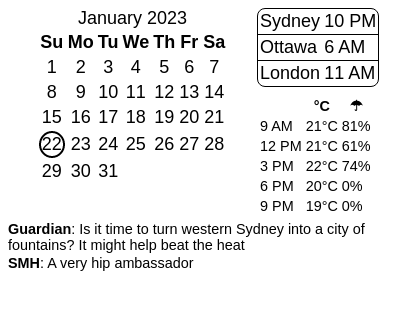 January 2023
Su Mo Tu We Th Fr Sa
1 2 3 4 5 6 7
8 9 10 11 12 13 14
15 16 17 18 19 20 21
22 23 24 25 26 27 28
29 30 31
Sydney 10 PM
Ottawa 6 AM
London 11 AM
°C ☂
9 AM 21°C 81%
12 PM 21°C 61%
3 PM 22°C 74%
6 PM 20°C 0%
9 PM 19°C 0%
Guardian: Is it time to turn western Sydney into a city of
fountains? It might help beat the heat
SMH: A very hip ambassador